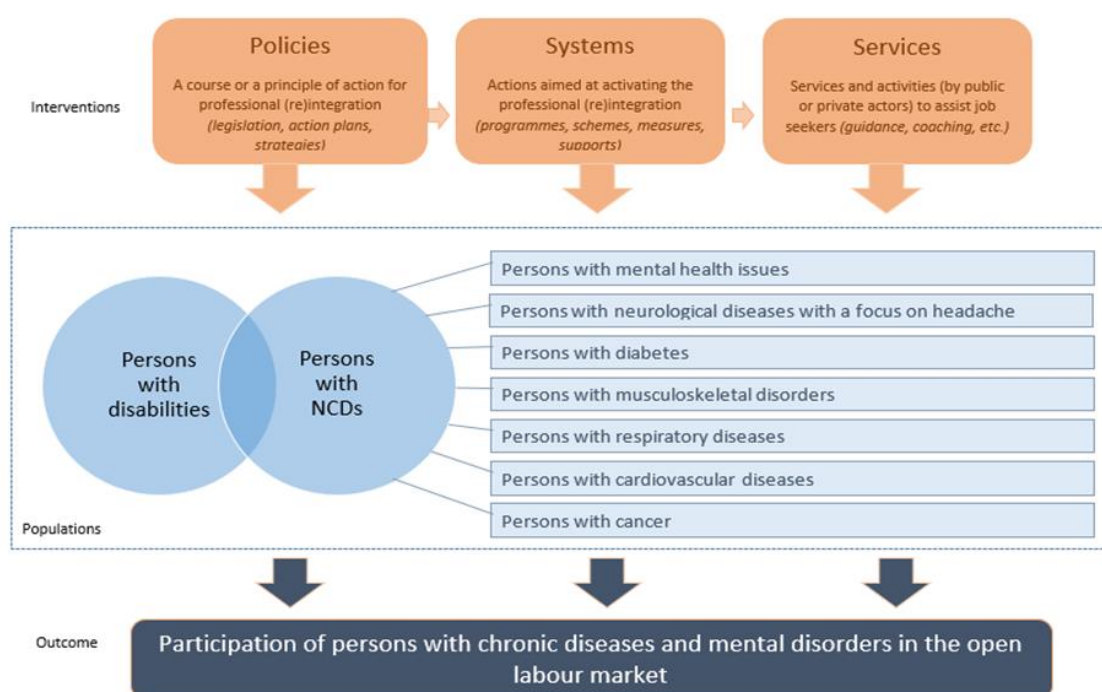 Policies
A course or a principle of action for
professional (re)integration
(legislation, action plans,
strategies)
Systems
Actions aimed at activating the
professional (re)integration
(programmes, schemes, measures,
supports)
Services
Services and activities (by public
or private actors) to assist job
seekers (guidance, coaching, etc.)
Interventions
Persons
with
disabilities
Persons
with
NCDs
Persons with mental health issues
Persons with neurological diseases with a focus on headache
Persons with diabetes
Persons with musculoskeletal disorders
Persons with respiratory diseases
Persons with cardiovascular diseases
Persons with cancer
Populations
Outcome
Participation of persons with chronic diseases and mental disorders in the open
labour market